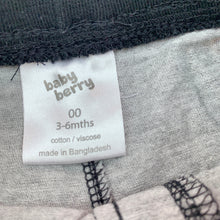 baby
berry
00
3-6mths
cotton / viscose
made in Bangladesh